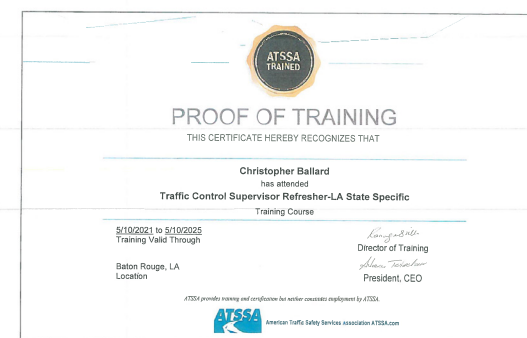 ATSSA
TRAINED
PROOF OF TRAINING
THIS CERTIFICATE HEREBY RECOGNIZES THAT
Christopher Ballard
has attended
Traffic Control Supervisor Refresher-LA State Specific
Training Course
5/10/2021 to 5/10/2025
Training Valid Through
Director of Training
Baton Rouge, LA
Location
President, CEO
ATSSA provides training and certification but neither constitutes employment by ATSSA.
ATSSA
American Traffic Safety Services Association ATSSA.com